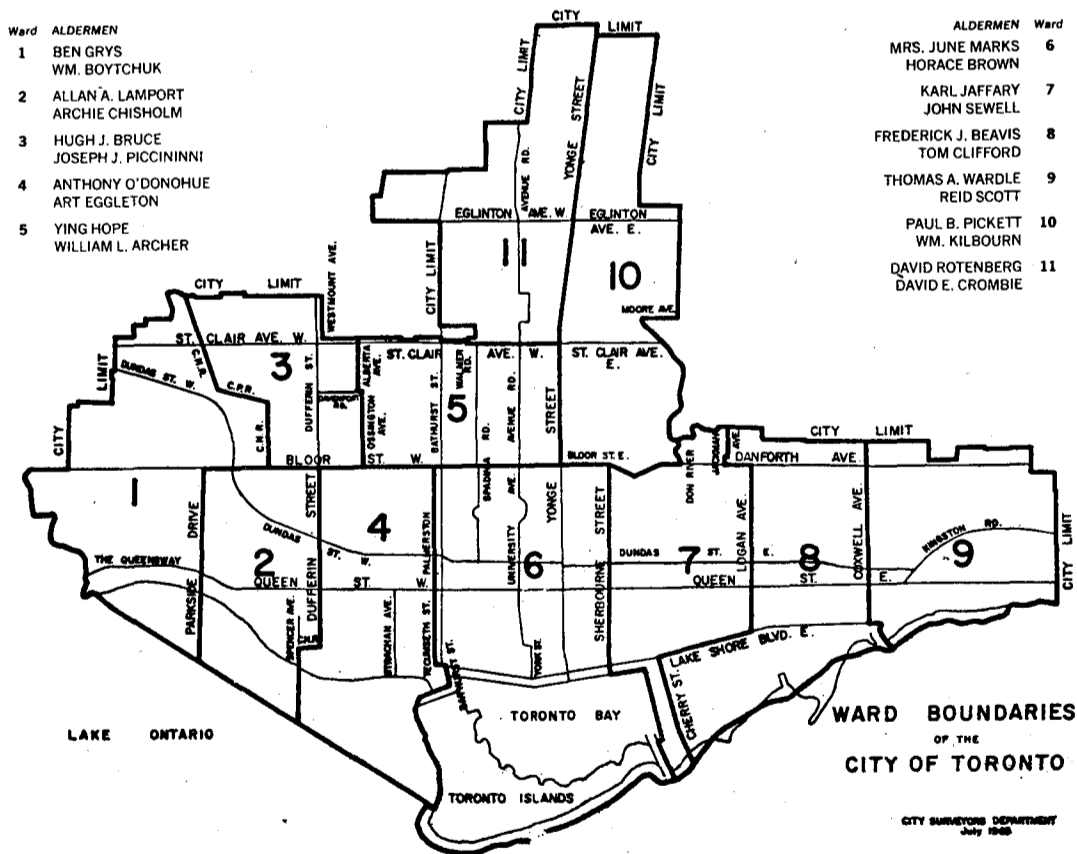 Ward ALDERMEN
1 BEN GRYS
WM. BOYTCHUK
2 ALLAN A. LAMPORT
ARCHIE CHISHOLM
3 HUGH J. BRUCE
JOSEPH J. PICCININNI
4 ANTHONY O'DONOHUE
ART EGGLETON
5 YING HOPE
WILLIAM L. ARCHER
ALDERMEN Ward
MRS. JUNE MARKS 6
HORACE BROWN
KARL JAFFARY 7
JOHN SEWELL
FREDERICK J. BEAVIS 8
TOM CLIFFORD
THOMAS A. WARDLE 9
REID SCOTT
PAUL B. PICKETT 10
WM. KILBOURN
DAVID ROTENBERG 11
DAVID E. CROMBIE
CITY
LIMIT
CITY LIMIT
YONGE STREET
CITY LIMIT
AVENUE RD.
EGLINTON AVE. W.
EGLINTON
AVE. E.
11
10
MOORE AVE.
CITY LIMIT
CITY LIMIT
WESTMOUNT AVE.
ST. CLAIR AVE. W.
ST. CLAIR AVE. W.
ST. CLAIR AVE.
E.
CITY LIMIT
DUNDAS ST. W.
C.N.R.
C.P.R.
C.N.R.
3
DUFFERIN ST.
ALBERTA AVE.
DAVENPORT RD.
OSSINGTON AVE.
BATHURST ST.
WALMER RD.
5
SPADINA RD.
AVENUE RD.
YONGE STREET
BLOOR ST. W.
BLOOR ST. E.
DON RIVER
JACKMAN AVE.
CITY LIMIT
DANFORTH AVE.
1
PARKSIDE DRIVE
THE QUEENSWAY
2
DUNDAS ST. W.
DUFFERIN STREET
4
PALMERSTON
UNIVERSITY AVE.
6
SHERBOURNE STREET
DUNDAS ST. E.
7
LOGAN AVE.
8
COXWELL AVE.
KINGSTON RD.
9
CITY LIMIT
QUEEN ST. W.
QUEEN ST. E.
SPENCER AVE.
C.N.R.
STRACHAN AVE.
TECUMSETH ST.
BATHURST ST.
YORK ST.
LAKE SHORE BLVD. E.
CHERRY ST.
TORONTO BAY
TORONTO ISLANDS
LAKE ONTARIO
WARD BOUNDARIES
OF THE
CITY OF TORONTO
CITY SURVEYORS DEPARTMENT